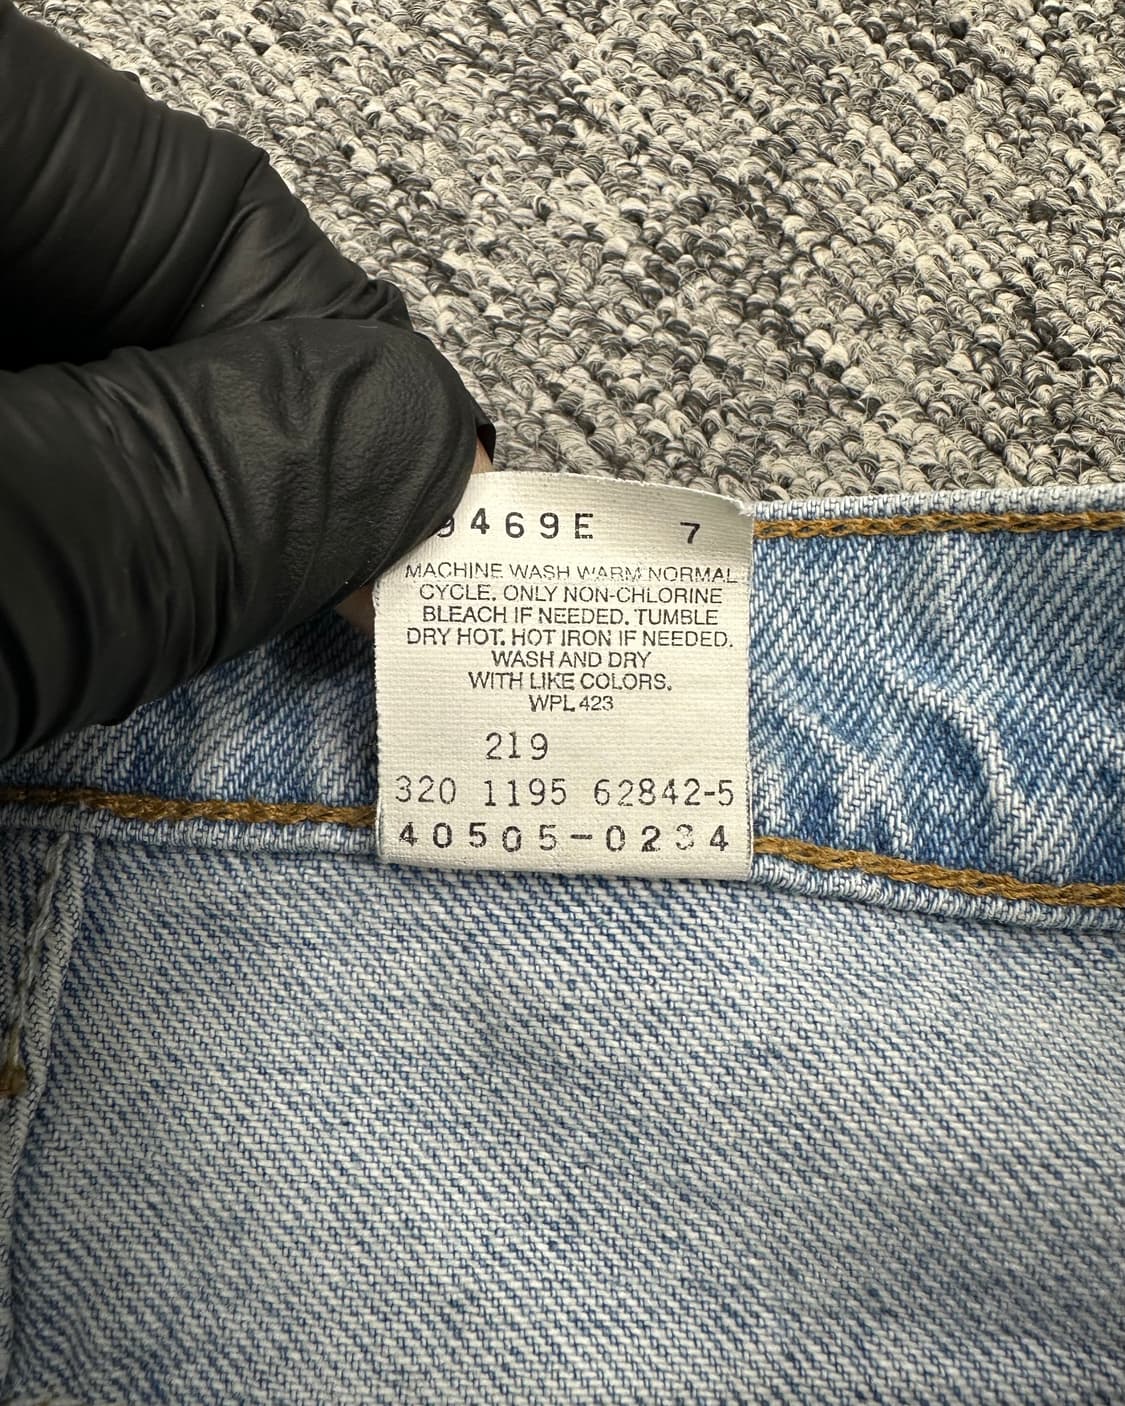 9469E 7
MACHINE WASH WARM NORMAL
CYCLE. ONLY NON-CHLORINE
BLEACH IF NEEDED. TUMBLE
DRY HOT. HOT IRON IF NEEDED.
WASH AND DRY
WITH LIKE COLORS.
WPL 423
219
320 1195 62842-5
40505-0234